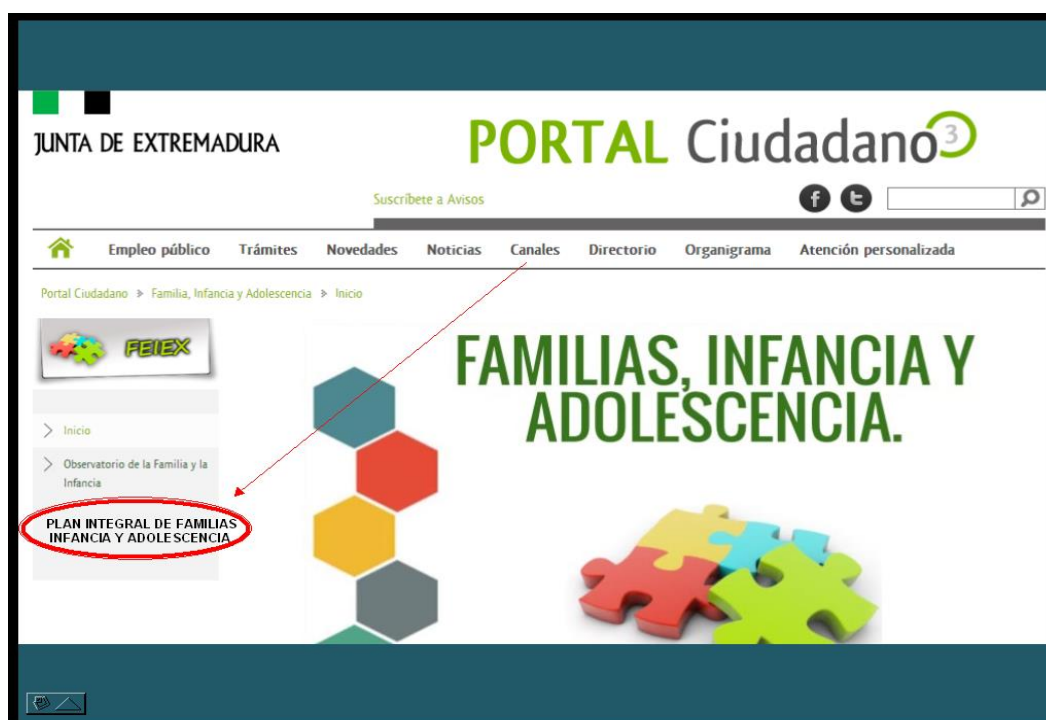 JUNTA DE EXTREMADURA
PORTAL Ciudadano3
Suscríbete a Avisos
Empleo público Trámites Novedades Noticias Canales Directorio Organigrama Atención personalizada
Portal Ciudadano > Familia, Infancia y Adolescencia > Inicio
FEIEX
Inicio
Observatorio de la Familia y la
Infancia
PLAN INTEGRAL DE FAMILIAS
INFANCIA Y ADOLESCENCIA
FAMILIAS, INFANCIA Y
ADOLESCENCIA.